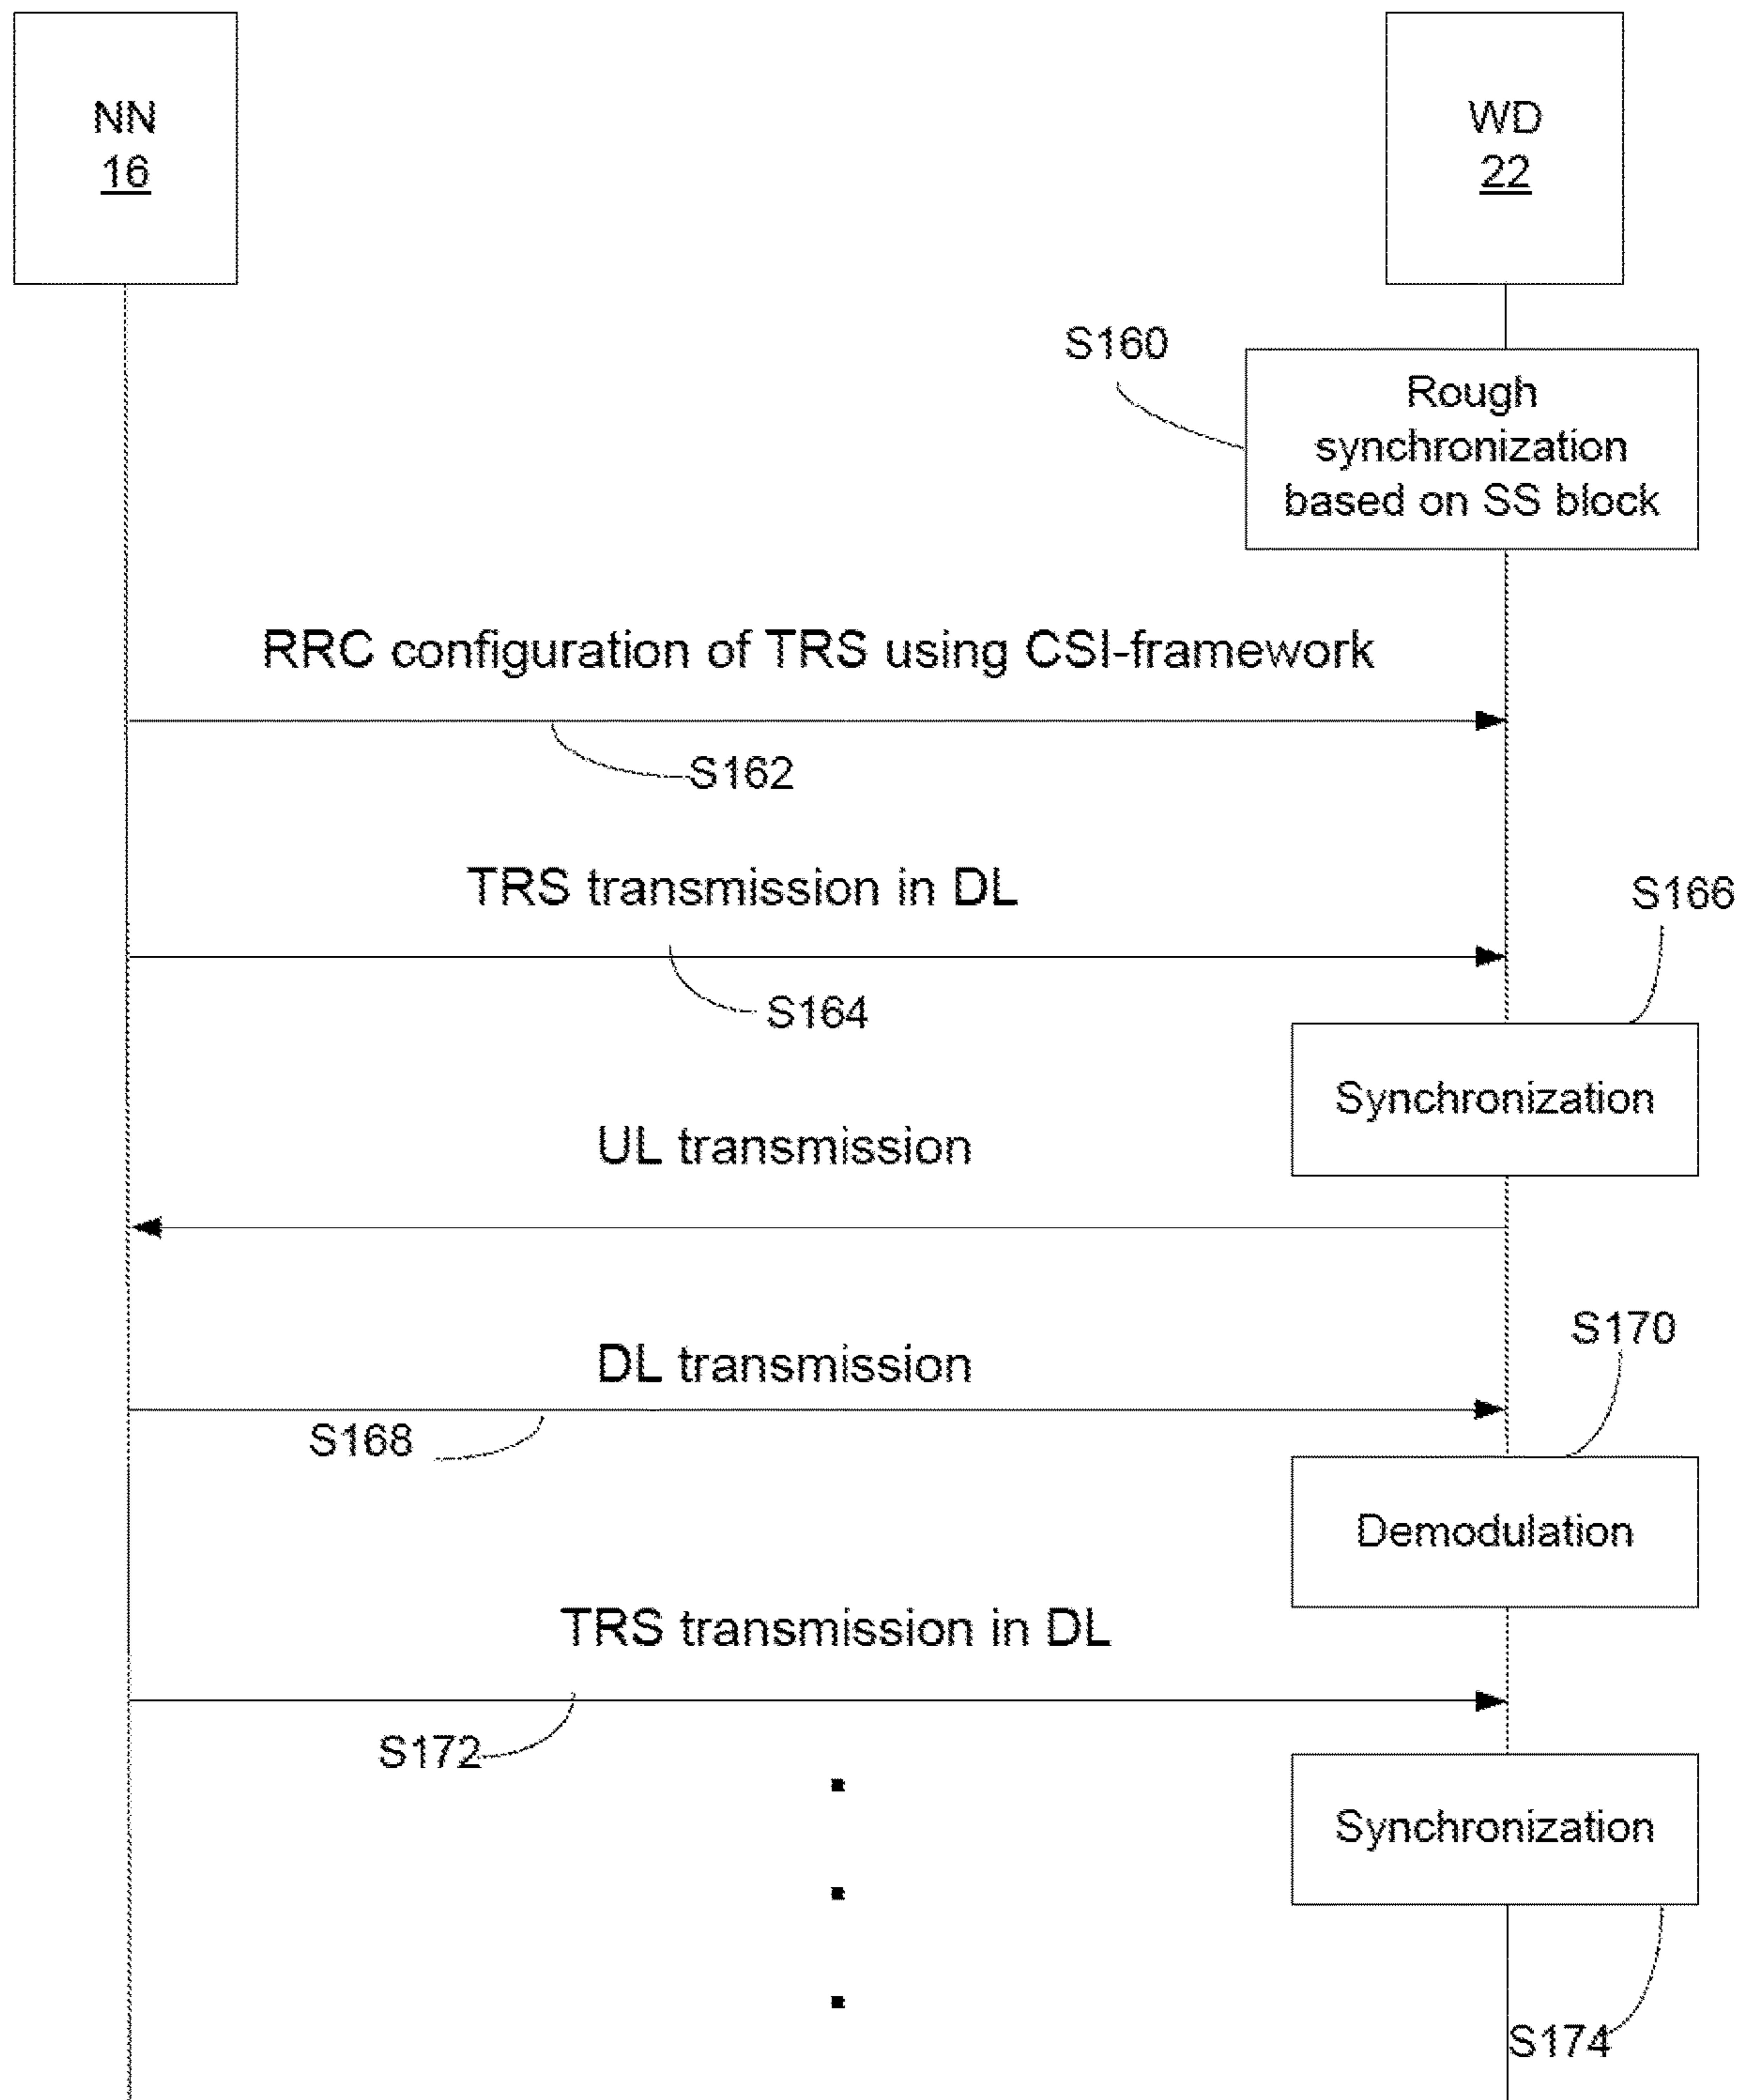 NN
16
WD
22
S160
Rough
synchronization
based on SS block
RRC configuration of TRS using CSI-framework
S162
TRS transmission in DL
S166
S164
Synchronization
UL transmission
S170
DL transmission
S168
Demodulation
TRS transmission in DL
S172
Synchronization
S174